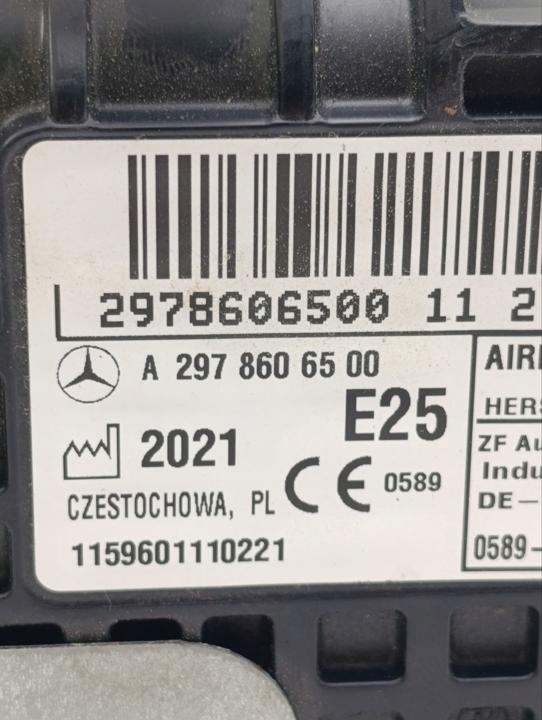 2978606500 11 2
A 297 860 65 00
E25
2021
CE 0589
CZESTOCHOWA, PL
1159601110221
AIR
HERS
ZF Au
Indu
DE-
0589-